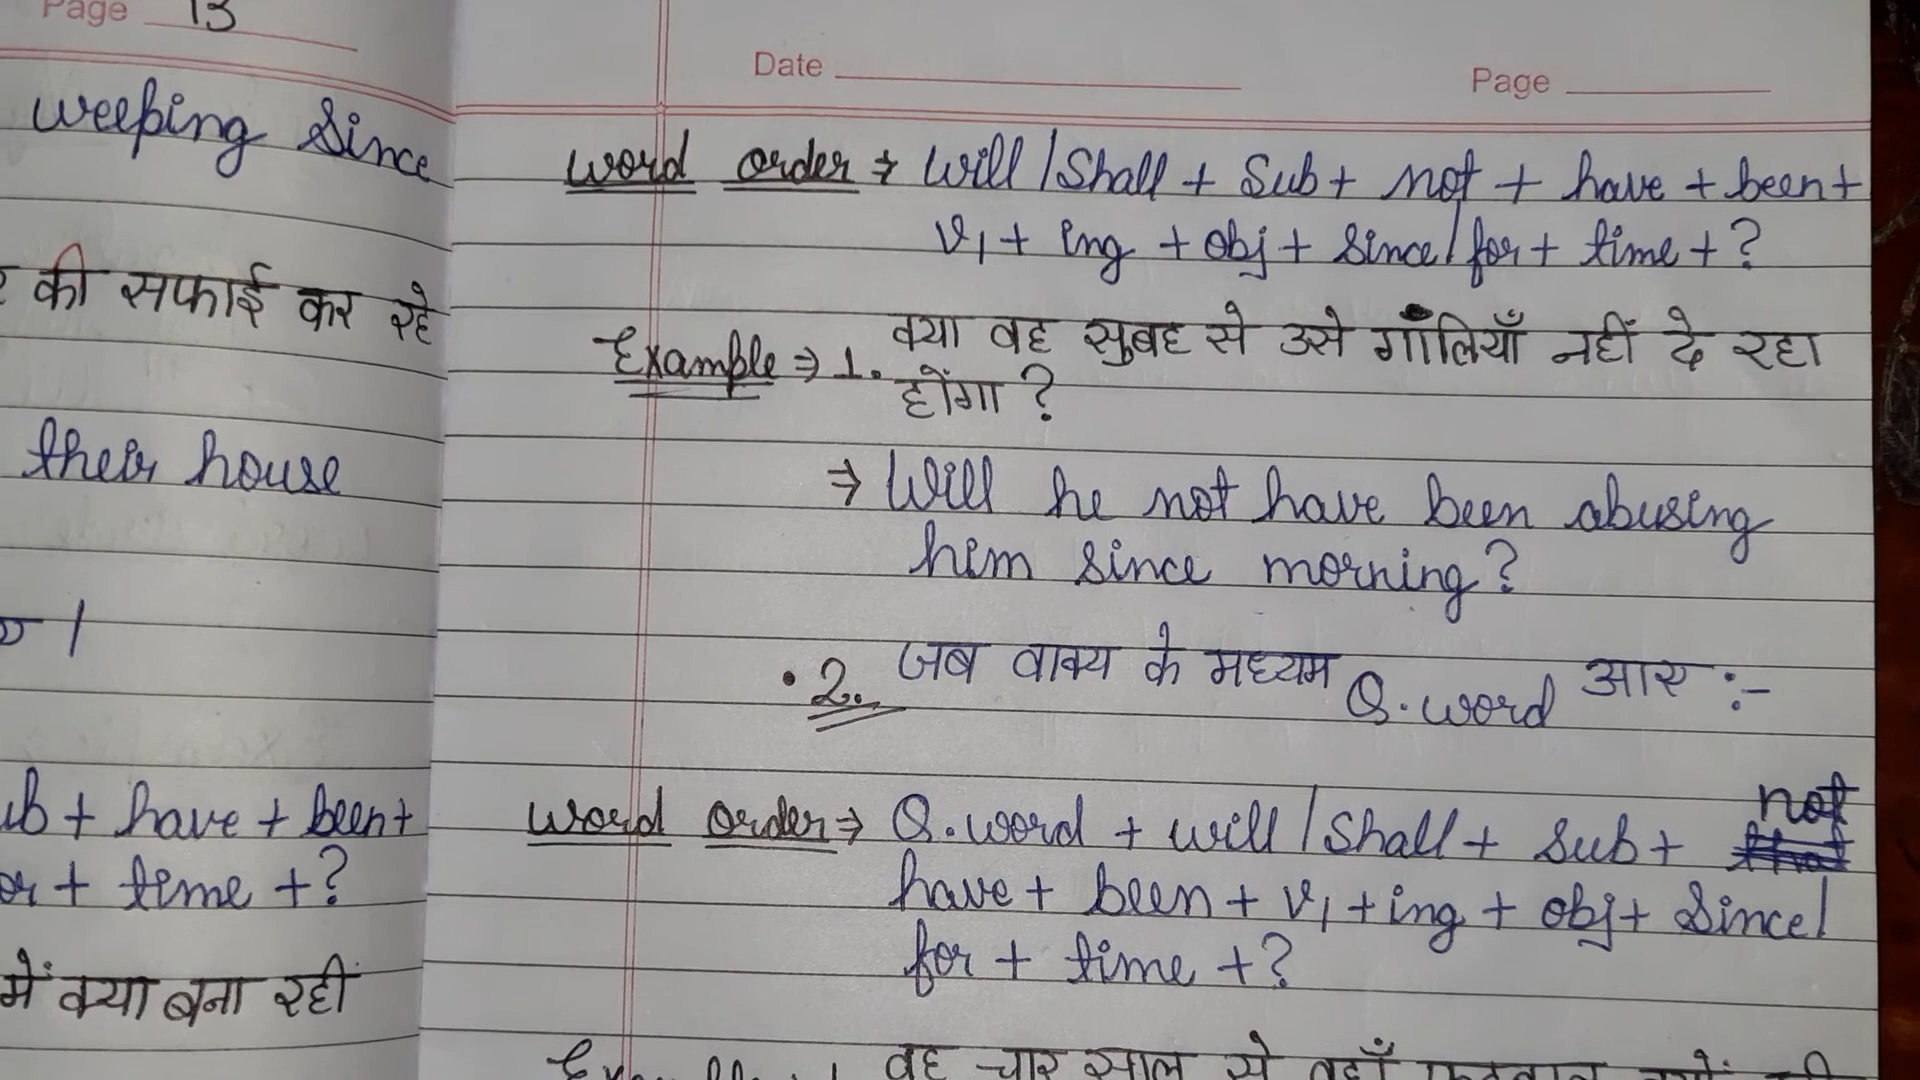 Page 13
weeping since
की सफाई कर रहे
their house
+ have + been +
+ time + ?
में क्या बना रही
Date
Page
word order → will/shall + sub + not + have + been +
v1 + ing + obj + since/for + time + ?
Example ⇒ 1. क्या वह सुबह से उसे गाँलियाँ नहीं दे रहा
होंगा ?
⇒ Will he not have been abusing
him since morning?
2. जब वाक्य के मध्यम Q.word आए :-
word order ⇒ Q.word + will/shall + sub + not
have + been + v1 + ing + obj + since/
for + time + ?
वह चार साल से वहाँ